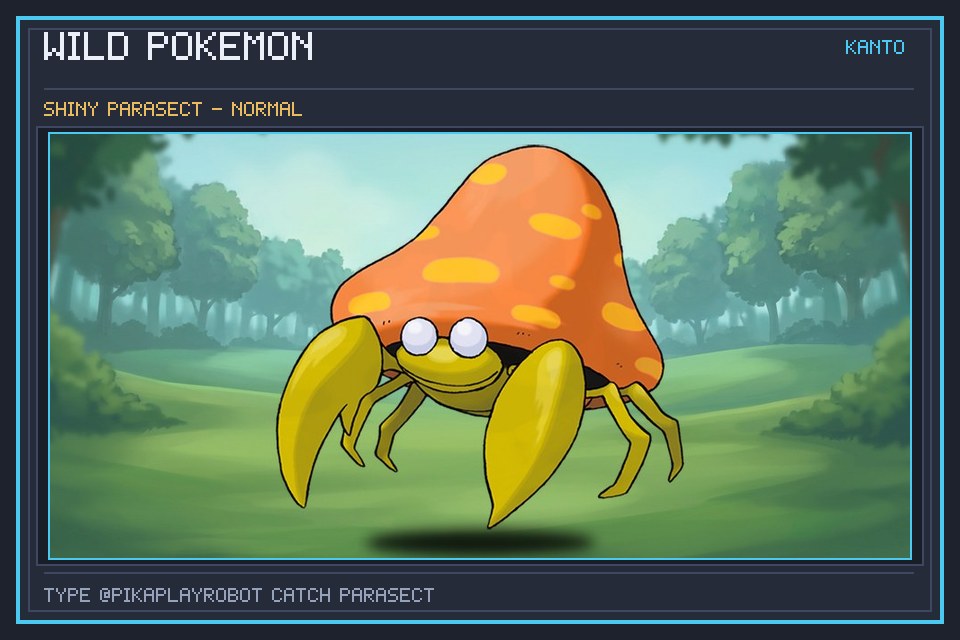 WILD POKEMON
KANTO
SHINY PARASECT - NORMAL
TYPE @PIKAPLAYROBOT CATCH PARASECT